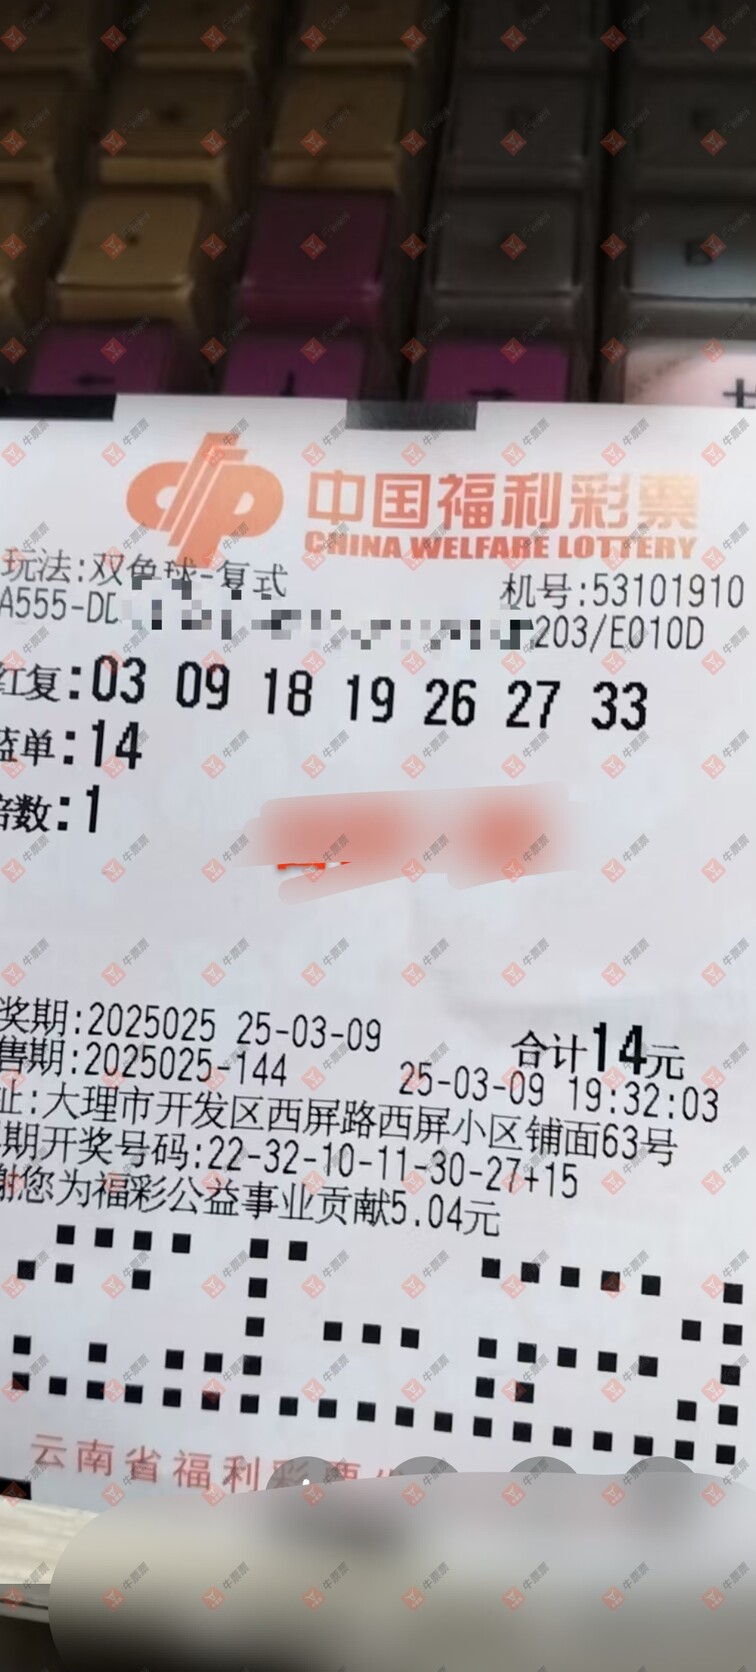 中国福利彩票
CHINA WELFARE LOTTERY
玩法:双色球-复式
机号:53101910
A555-DD
203/E010D
红复:03 09 18 19 26 27 33
蓝单:14
倍数:1
奖期:2025025 25-03-09
合计14元
售期:2025025-144
25-03-09 19:32:03
址:大理市开发区西屏路西屏小区铺面63号
期开奖号码:22-32-10-11-30-27+15
谢您为福彩公益事业贡献5.04元
云南省福利彩票
牛票票